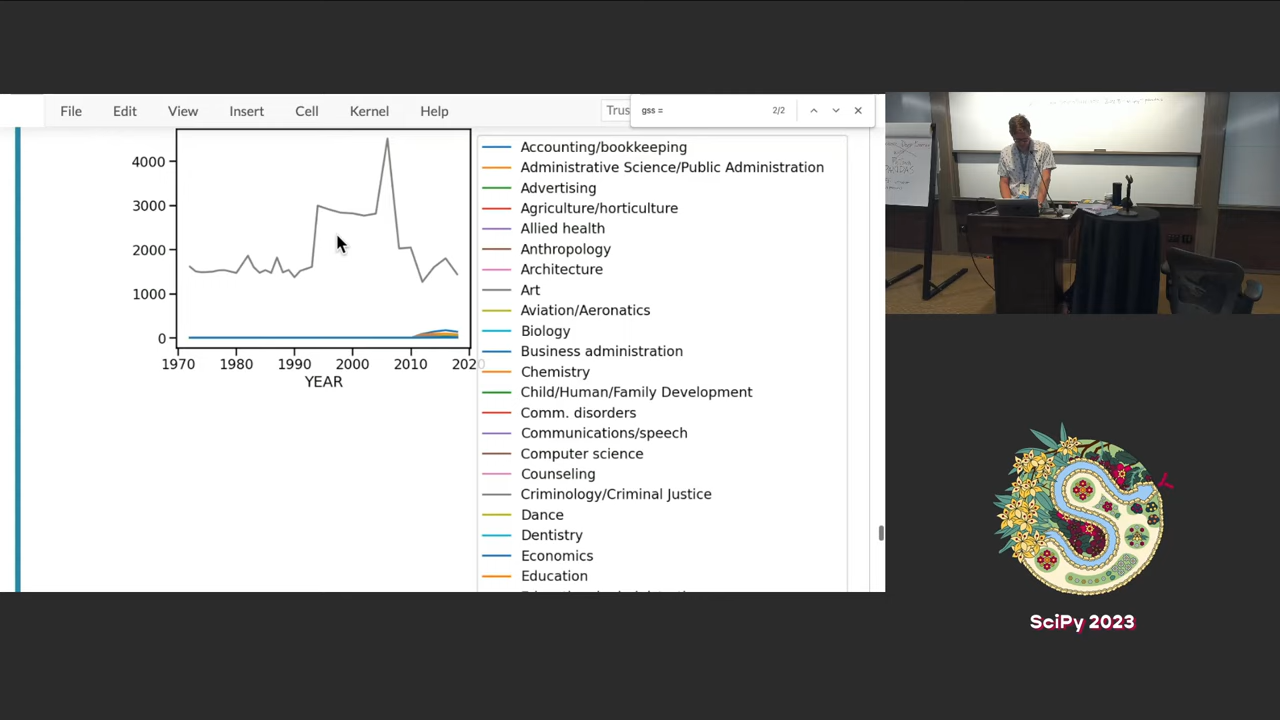 File Edit View Insert Cell Kernel Help
Trus
gss = 2/2
4000
3000
2000
1000
0
1970 1980 1990 2000 2010 2020
YEAR
Accounting/bookkeeping
Administrative Science/Public Administration
Advertising
Agriculture/horticulture
Allied health
Anthropology
Architecture
Art
Aviation/Aeronatics
Biology
Business administration
Chemistry
Child/Human/Family Development
Comm. disorders
Communications/speech
Computer science
Counseling
Criminology/Criminal Justice
Dance
Dentistry
Economics
Education
SciPy 2023